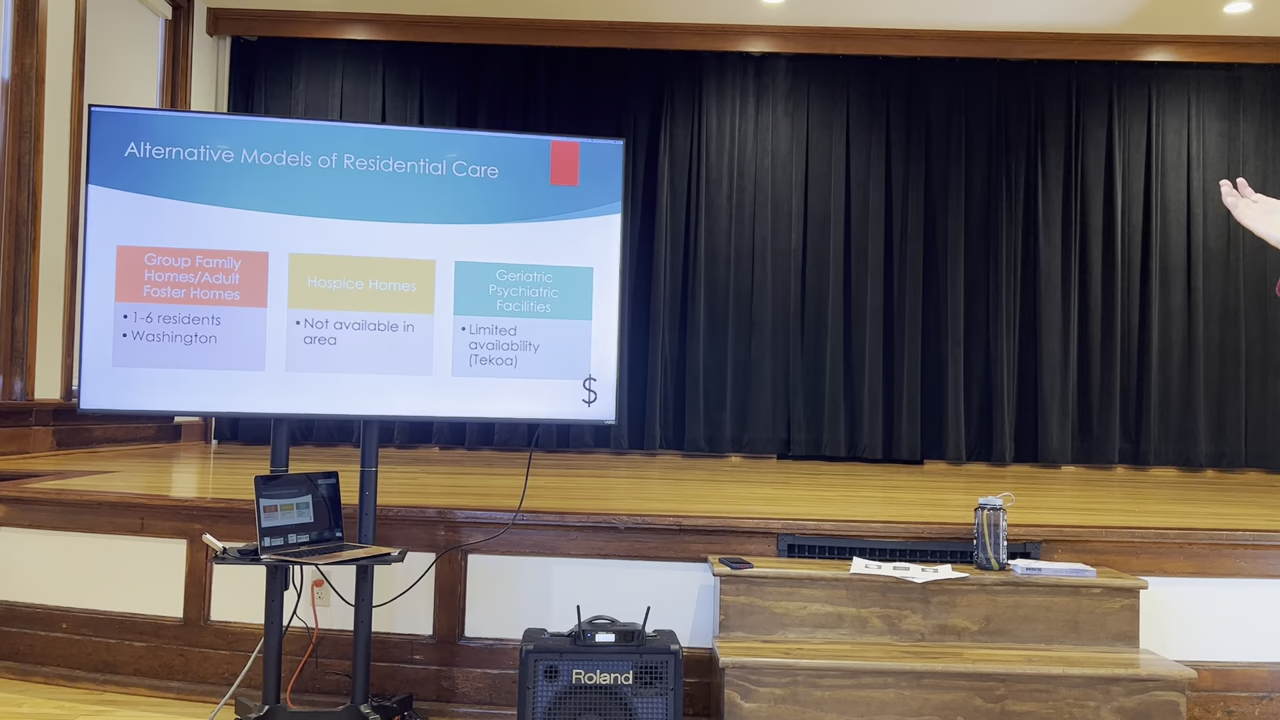 Alternative Models of Residential Care
Group Family
Homes/Adult
Foster Homes
• 1-6 residents
• Washington
Hospice Homes
• Not available in
area
Geriatric
Psychiatric
Facilities
• Limited
availability
(Tekoa)
$
Roland